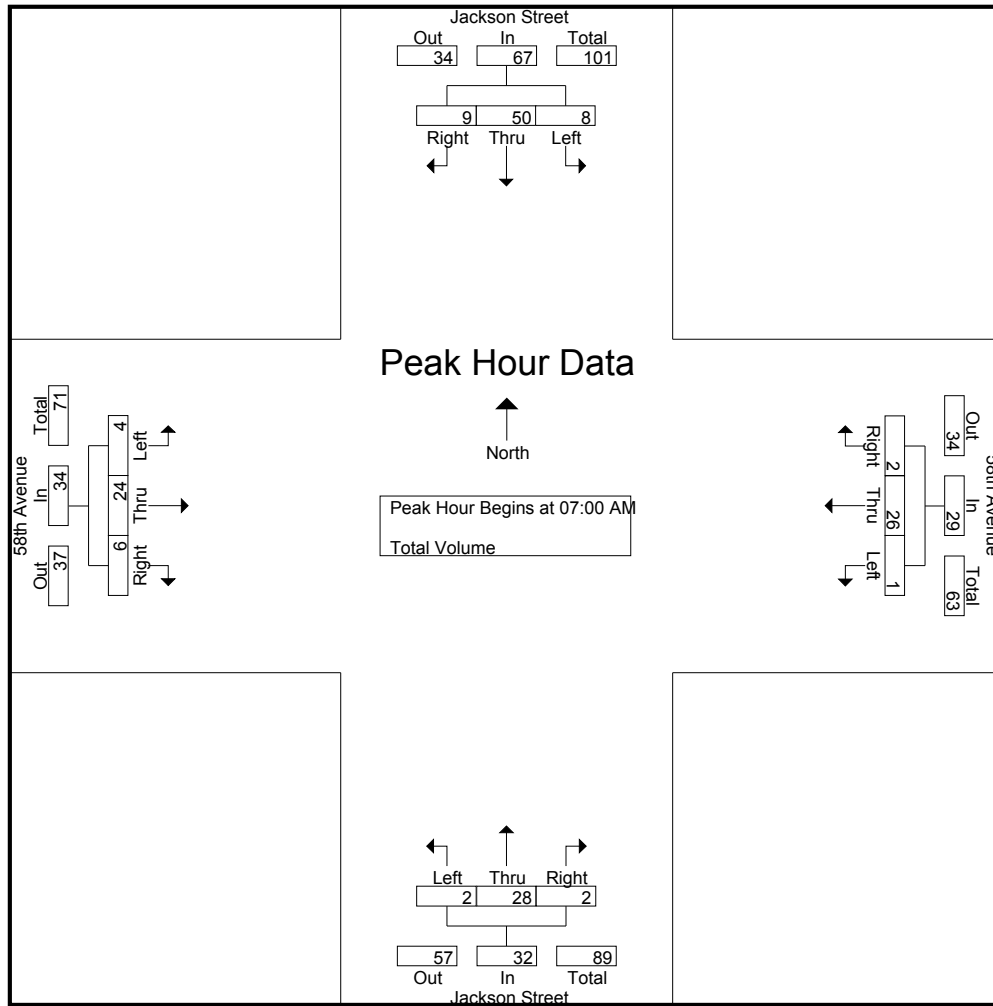 Jackson Street
Out In Total
34 67 101
9 50 8
Right Thru Left
Peak Hour Data
North
Peak Hour Begins at 07:00 AM
Total Volume
58th Avenue
Total In Out
71 34 37
4 24 6
Left Thru Right
Right Thru Left
2 26 1
Out In Total
34 29 63
58th Avenue
Left Thru Right
2 28 2
57 32 89
Out In Total
Jackson Street